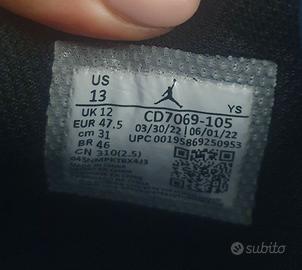 US
13
YS
UK 12
CD7069-105
EUR 47.5
03/30/22 | 06/01/22
cm 31
UPC 00195869250953
BR 46
CN 310(2.5)
subito